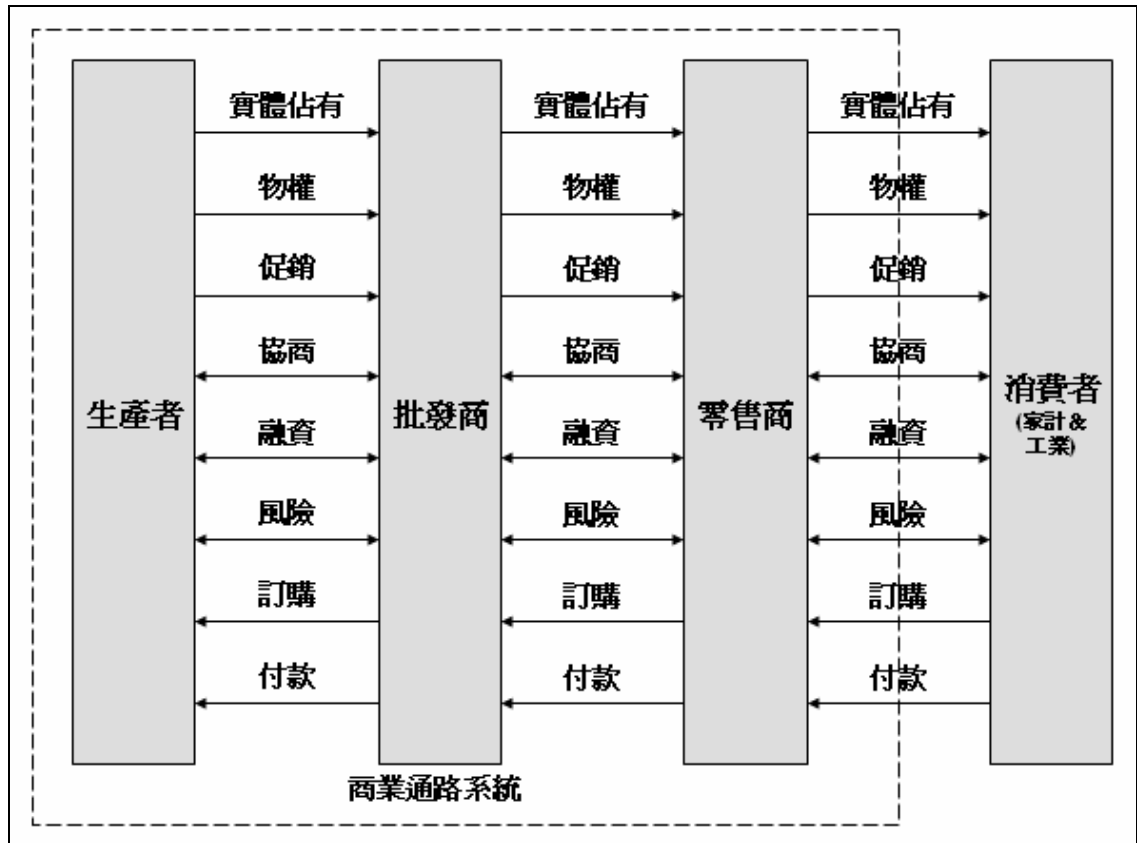 實體佔有 實體佔有 實體佔有
物權 物權 物權
促銷 促銷 促銷
協商 協商 協商
生產者 批發商 零售商 消費者
(家計&
工業)
融資 融資 融資
風險 風險 風險
訂購 訂購 訂購
付款 付款 付款
商業通路系統